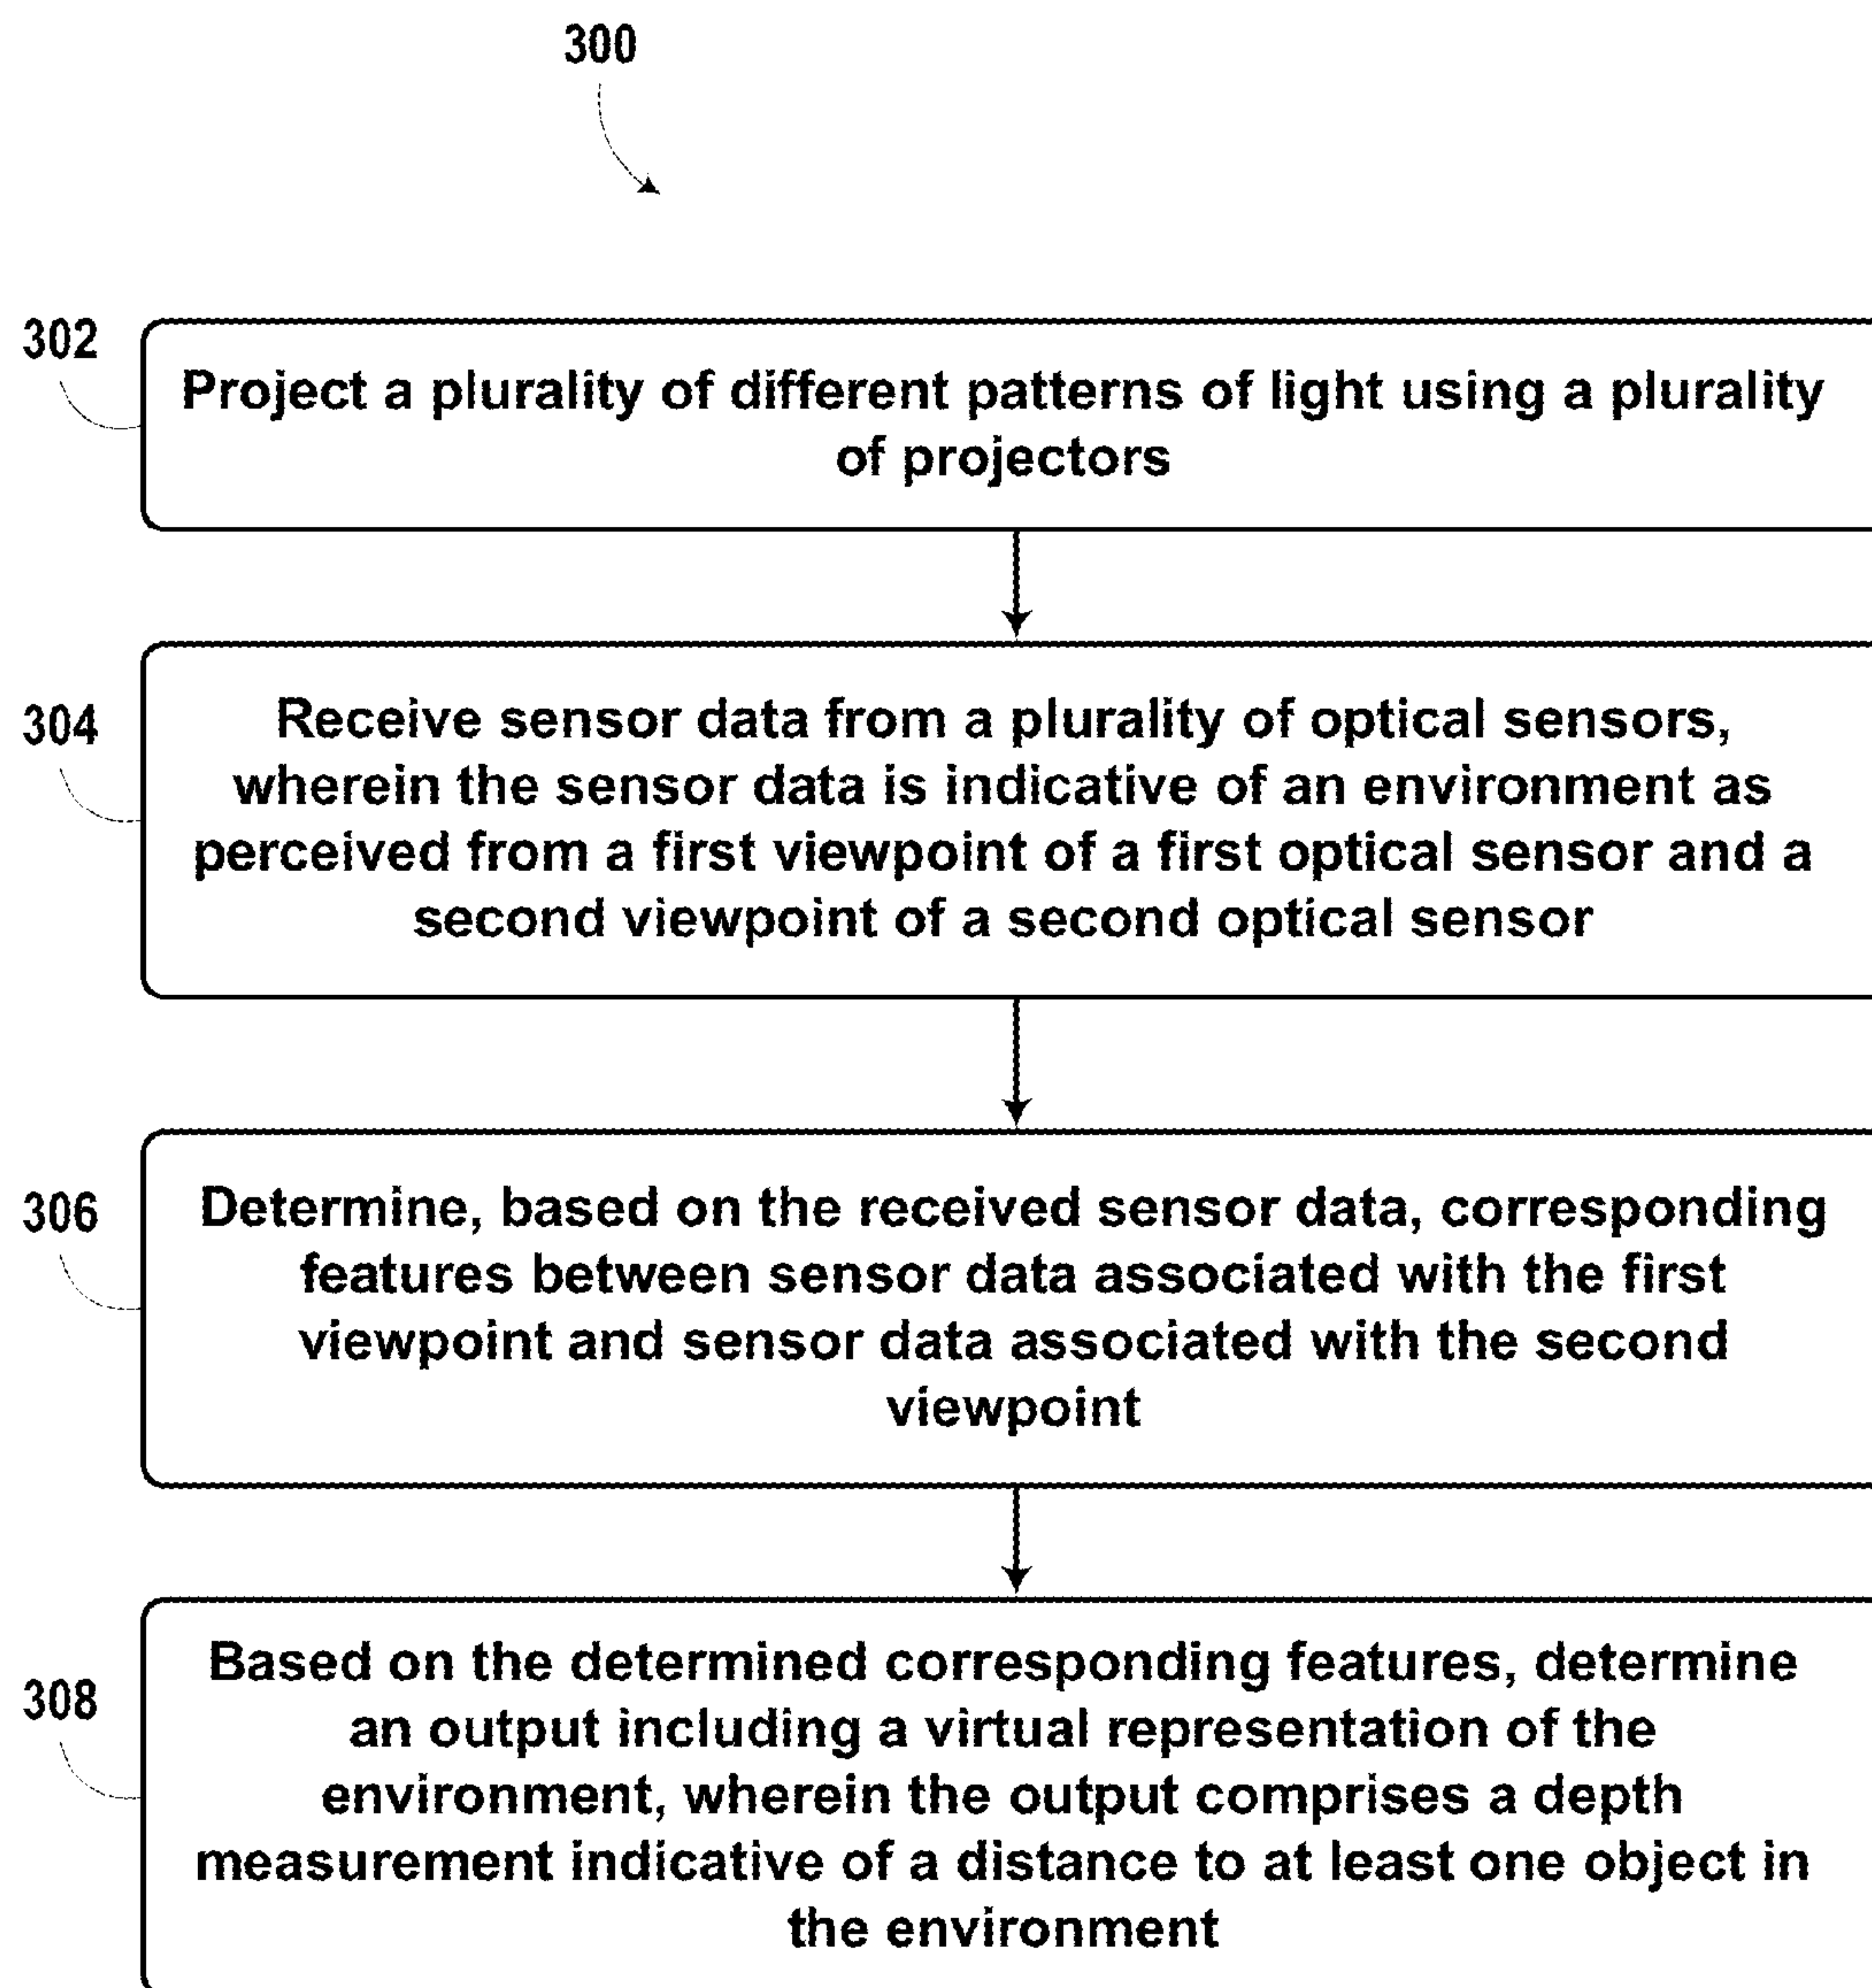 300
302
Project a plurality of different patterns of light using a plurality
of projectors
304
Receive sensor data from a plurality of optical sensors,
wherein the sensor data is indicative of an environment as
perceived from a first viewpoint of a first optical sensor and a
second viewpoint of a second optical sensor
306
Determine, based on the received sensor data, corresponding
features between sensor data associated with the first
viewpoint and sensor data associated with the second
viewpoint
308
Based on the determined corresponding features, determine
an output including a virtual representation of the
environment, wherein the output comprises a depth
measurement indicative of a distance to at least one object in
the environment